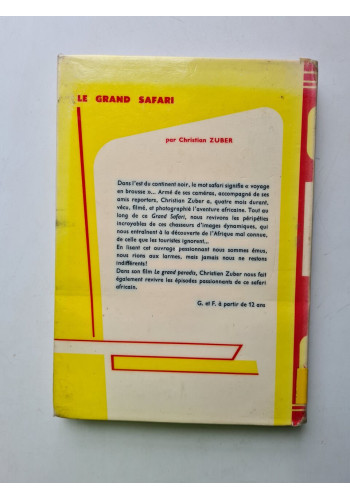 LE GRAND SAFARI
par Christian ZUBER
Dans l'est du continent noir, le mot safari signifie « voyage
en brousse »... Armé de ses caméras, accompagné de ses
amis reporters, Christian Zuber a, quatre mois durant,
vécu, filmé, et photographié l'aventure africaine. Tout au
long de ce Grand Safari, nous revivons les péripéties
incroyables de ces chasseurs d'images dynamiques, qui
nous entraînent à la découverte de l'Afrique mal connue,
de celle que les touristes ignorent...
En lisant cet ouvrage passionnant nous sommes émus,
nous rions aux larmes, mais jamais nous ne restons
indifférents!
Dans son film Le grand paradis, Christian Zuber nous fait
également revivre les épisodes passionnants de ce safari
africain.
G. et F. à partir de 12 ans